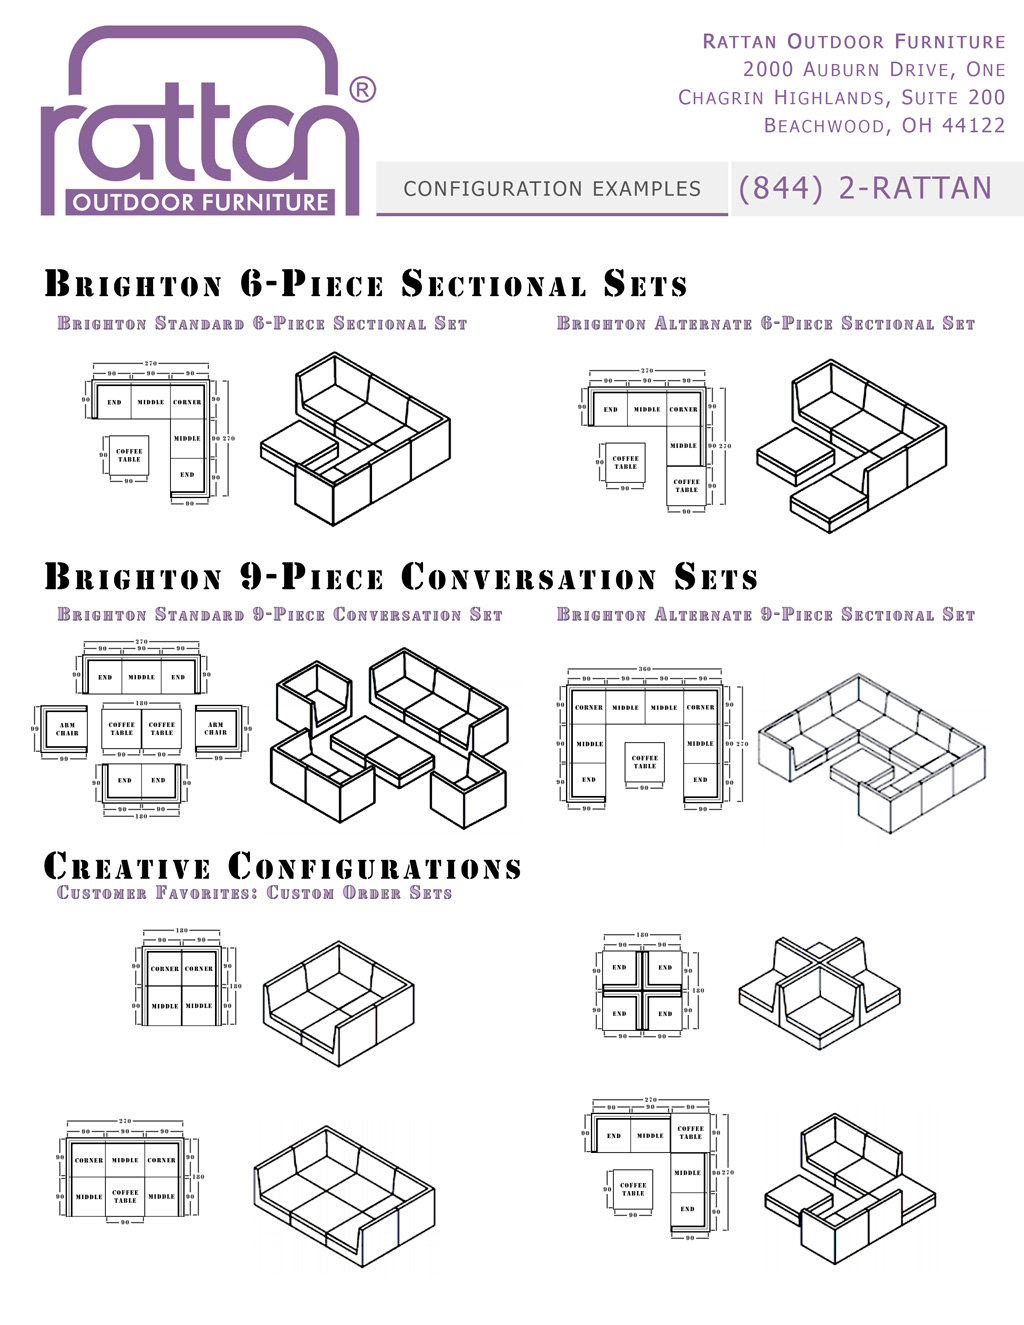 rattan®
OUTDOOR FURNITURE
RATTAN OUTDOOR FURNITURE
2000 AUBURN DRIVE, ONE
CHAGRIN HIGHLANDS, SUITE 200
BEACHWOOD, OH 44122
CONFIGURATION EXAMPLES
(844) 2-RATTAN
BRIGHTON 6-PIECE SECTIONAL SETS
BRIGHTON STANDARD 6-PIECE SECTIONAL SET
270
90 90 90
90 END MIDDLE CORNER 90
MIDDLE 90 270
COFFEE
TABLE
90
90
END 90
90
BRIGHTON ALTERNATE 6-PIECE SECTIONAL SET
270
90 90 90
90 END MIDDLE CORNER 90
MIDDLE 90 270
COFFEE
TABLE
90
90
COFFEE
TABLE
90
90
BRIGHTON 9-PIECE CONVERSATION SETS
BRIGHTON STANDARD 9-PIECE CONVERSATION SET
270
90 90 90
90 END MIDDLE END 90
180
99 ARM
CHAIR
99
90 COFFEE
TABLE
COFFEE
TABLE 90
90 90
ARM
CHAIR 99
99
90 END END 90
90 90
180
BRIGHTON ALTERNATE 9-PIECE SECTIONAL SET
360
90 90 90 90
90 CORNER MIDDLE MIDDLE CORNER 90
90 MIDDLE MIDDLE 90 270
COFFEE
TABLE
90
90
90 END END 90
90 90
CREATIVE CONFIGURATIONS
CUSTOMER FAVORITES: CUSTOM ORDER SETS
180
90 90
90 CORNER CORNER 90
180
90 MIDDLE MIDDLE 90
180
90 90
90 END END 90
180
90 END END 90
90 90
270
90 90 90
90 CORNER MIDDLE CORNER 90
180
90 MIDDLE COFFEE
TABLE MIDDLE 90
90
270
90 90 90
90 END MIDDLE COFFEE
TABLE 90
MIDDLE 90 270
COFFEE
TABLE
90
90
END 90
90